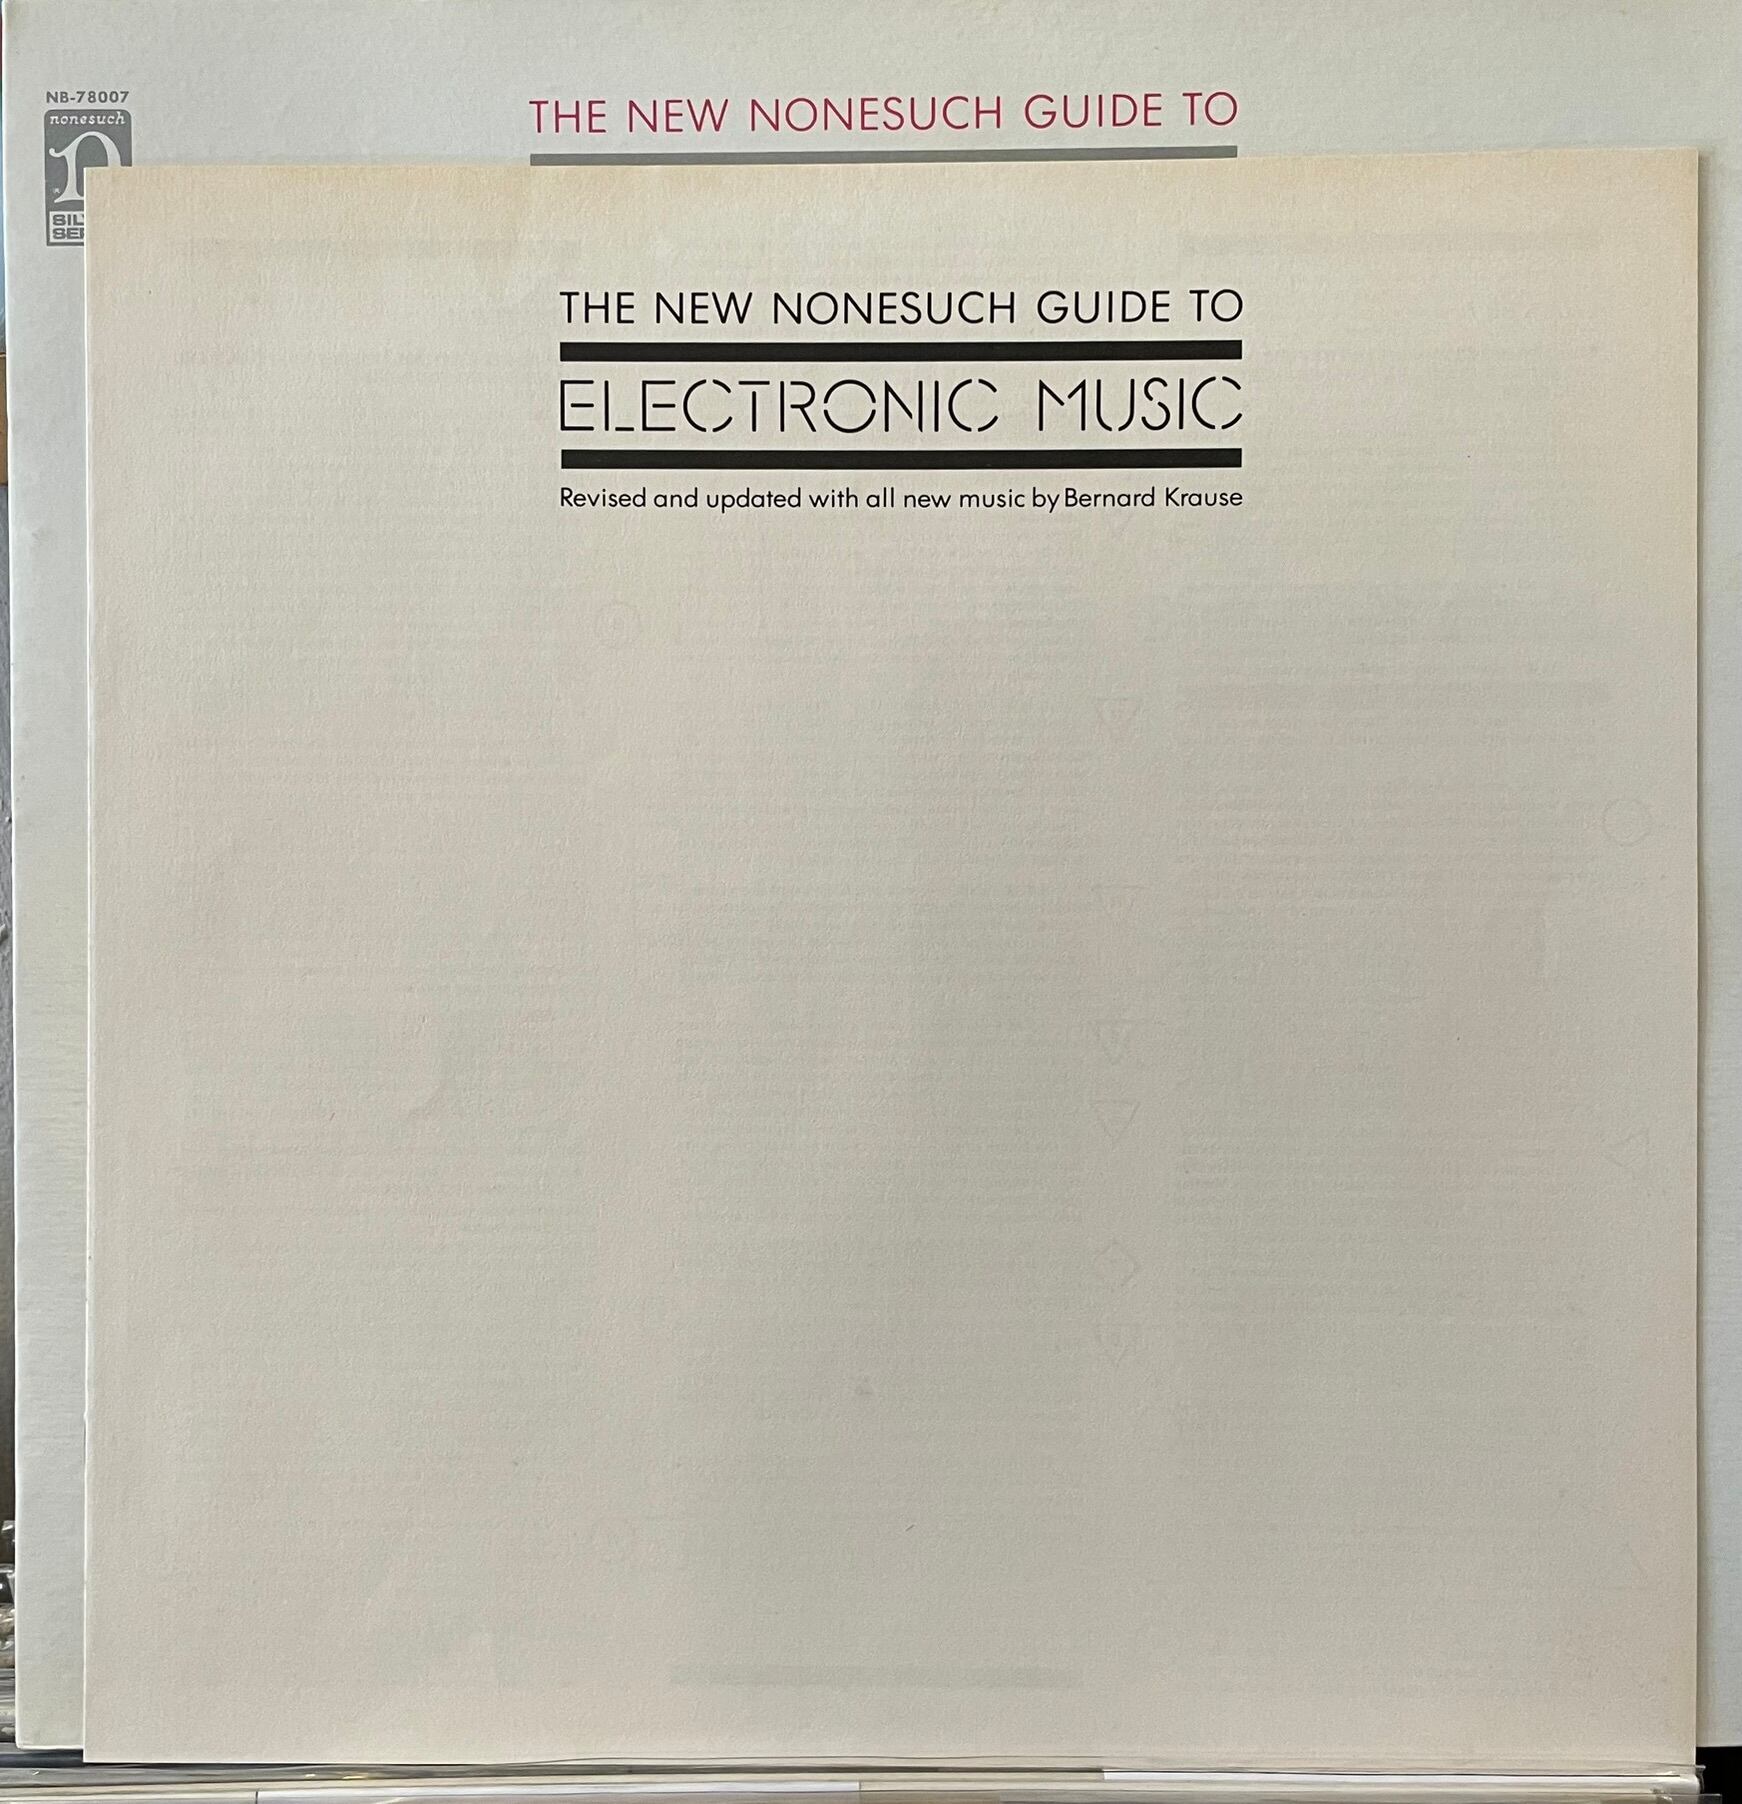 NB-78007
nonesuch
THE NEW NONESUCH GUIDE TO
THE NEW NONESUCH GUIDE TO
ELECTRONIC MUSIC
Revised and updated with all new music by Bernard Krause